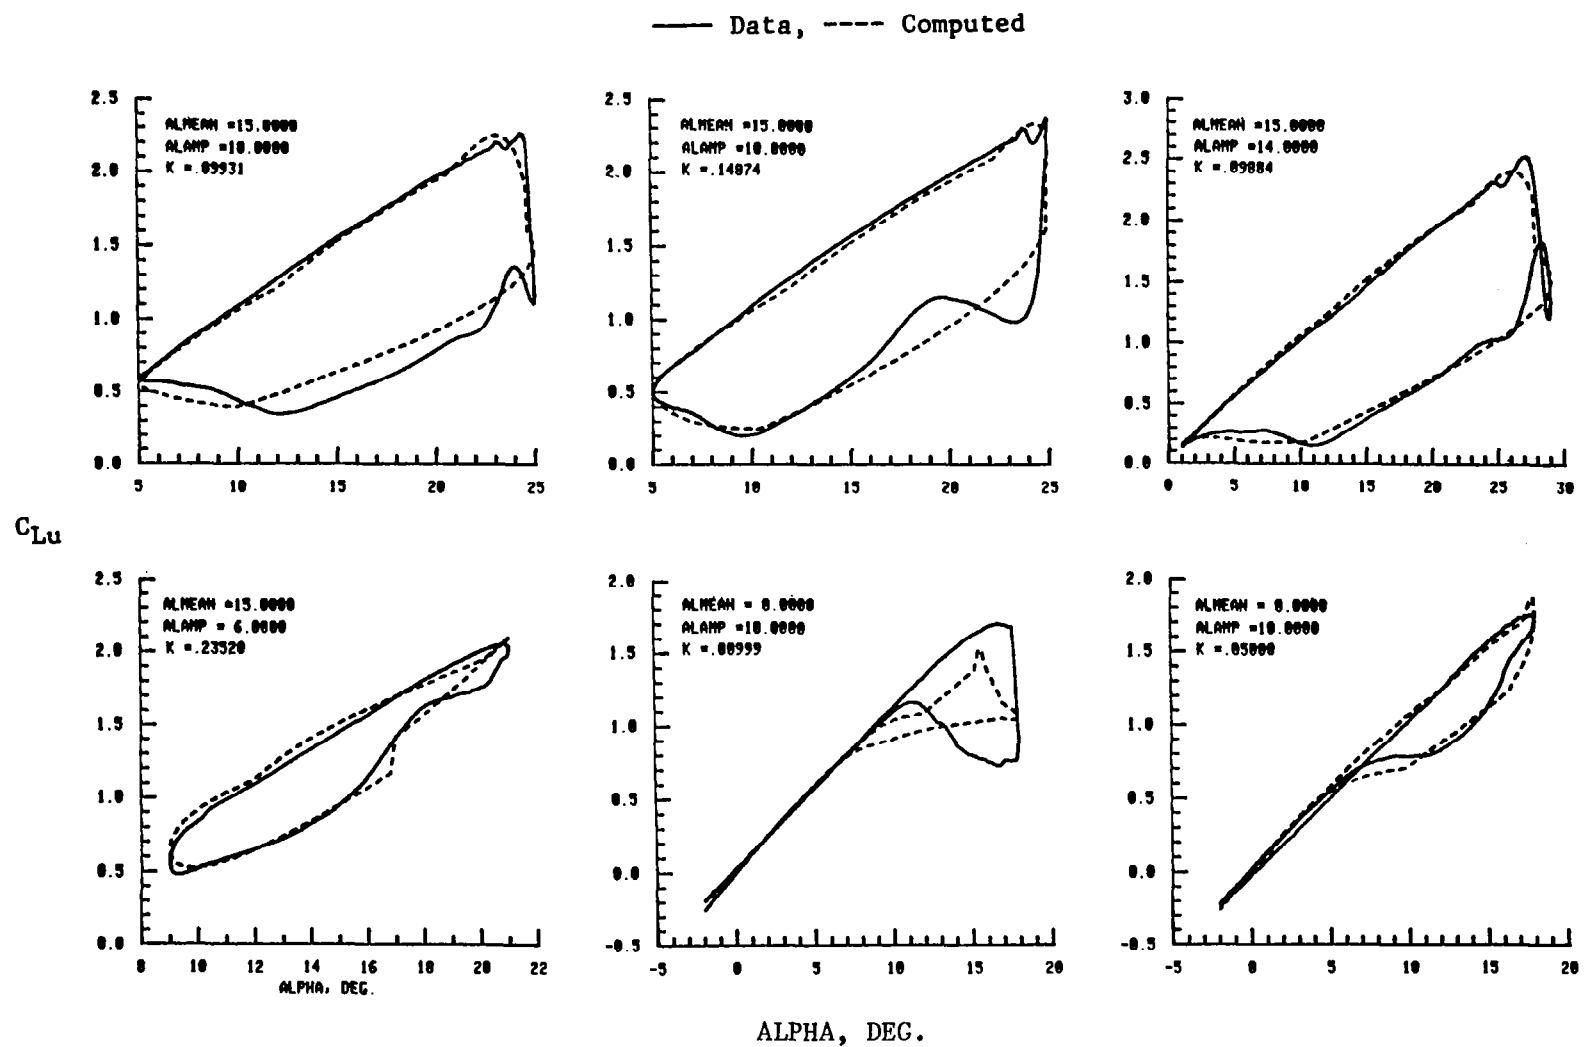 Data, Computed
2.5
2.0
1.5
1.0
0.5
0.0
ALMEAN =15.0000
ALAMP =10.0000
K =.09931
5 10 15 20 25
2.5
2.0
1.5
1.0
0.5
0.0
ALMEAN =15.0000
ALAMP =10.0000
K =.14874
5 10 15 20 25
3.0
2.5
2.0
1.5
1.0
0.5
0.0
ALMEAN =15.0000
ALAMP =14.0000
K =.09884
0 5 10 15 20 25 30
CLu
2.5
2.0
1.5
1.0
0.5
0.0
ALMEAN =15.0000
ALAMP = 6.0000
K =.23520
8 10 12 14 16 18 20 22
ALPHA, DEG.
2.0
1.5
1.0
0.5
0.0
-0.5
ALMEAN = 8.0000
ALAMP =10.0000
-5 0 5 10 15 20
2.0
1.5
1.0
0.5
0.0
-0.5
ALMEAN = 8.0000
ALAMP =10.0000
K =.05000
-5 0 5 10 15 20
ALPHA, DEG.